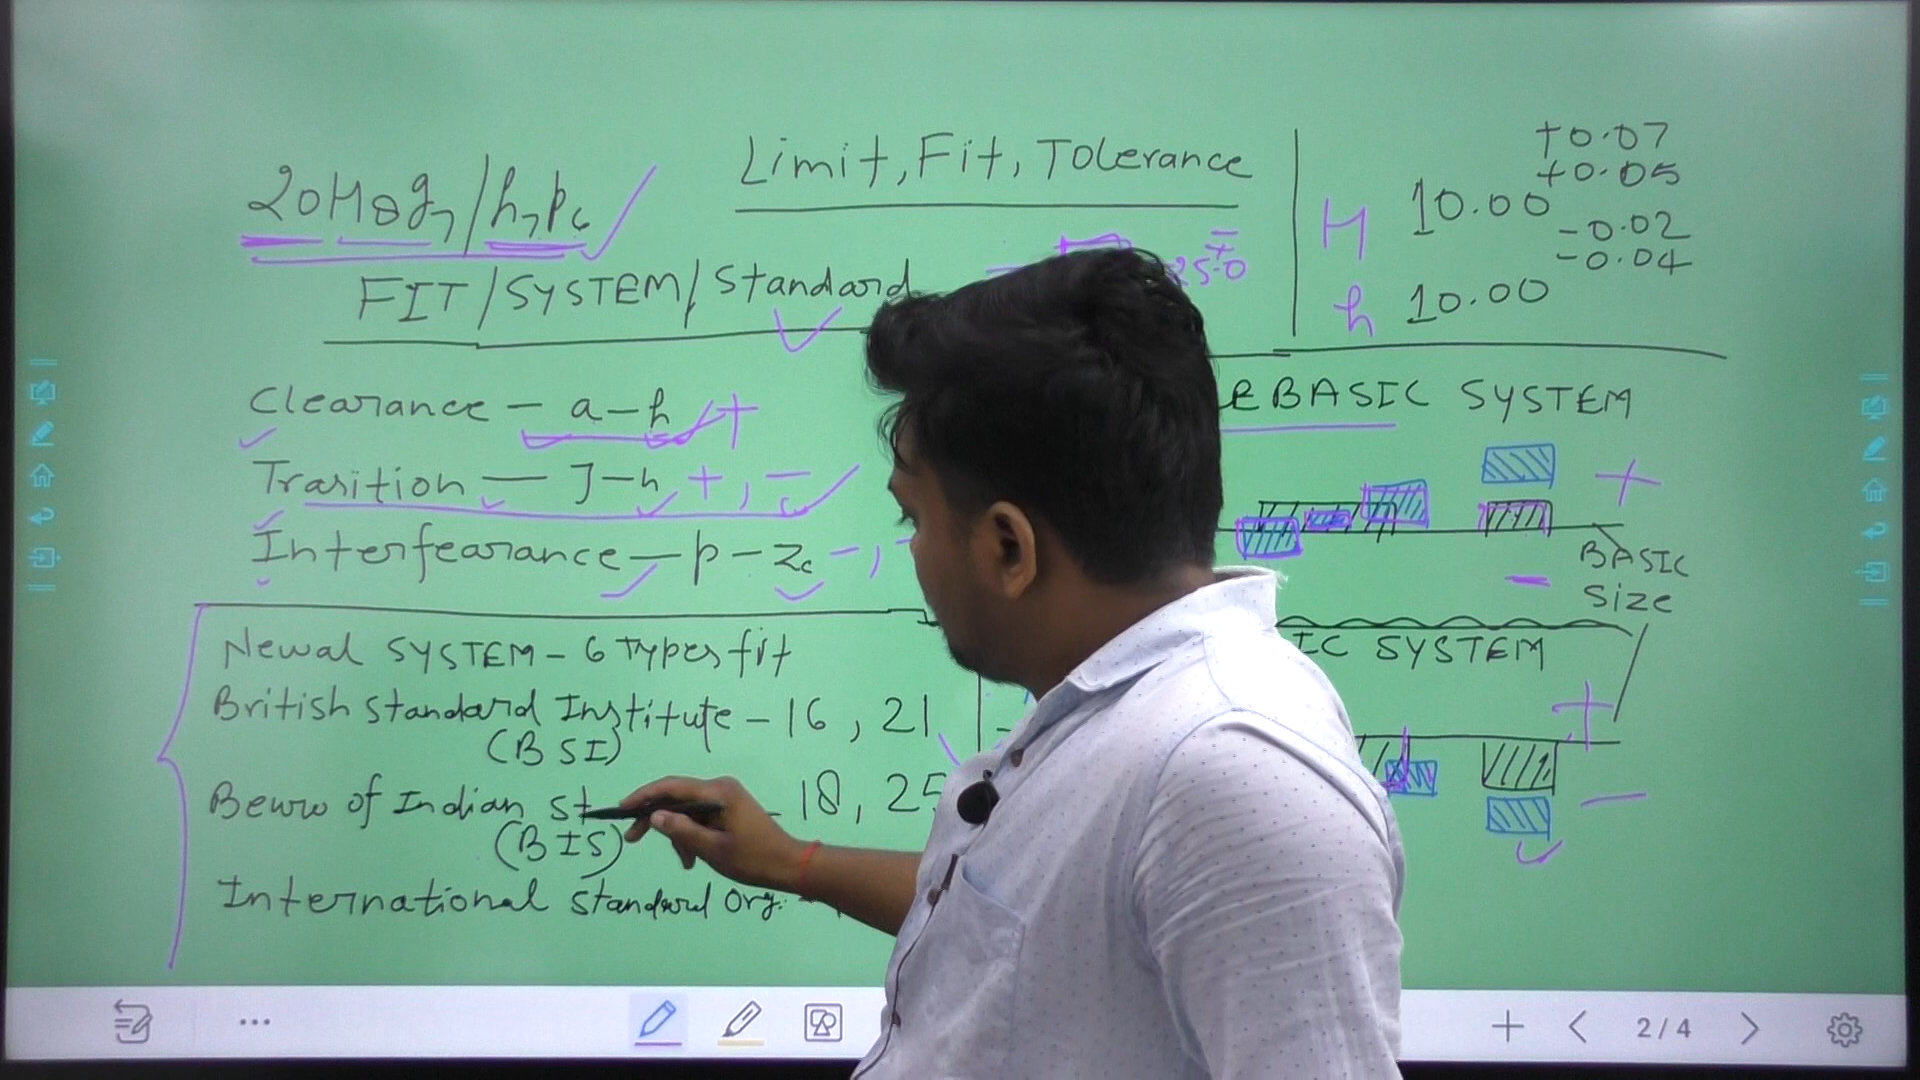 Limit, Fit, Tolerance
20H8g7/h7p6
FIT/SYSTEM/Standard
Clearance - a-h +
Trasition - J-n +, -
Interfearance - p - zc -, -
Newal SYSTEM - 6 Types fit
British Standard Institute - 16, 21
(BSI)
Bewro of Indian St - 18, 25
(BIS)
International Standard Org. -
+0.07
+0.05
H 10.00
-0.02
-0.04
h 10.00
25
E BASIC SYSTEM
+
-
BASIC
Size
IC SYSTEM
+
-
2/4